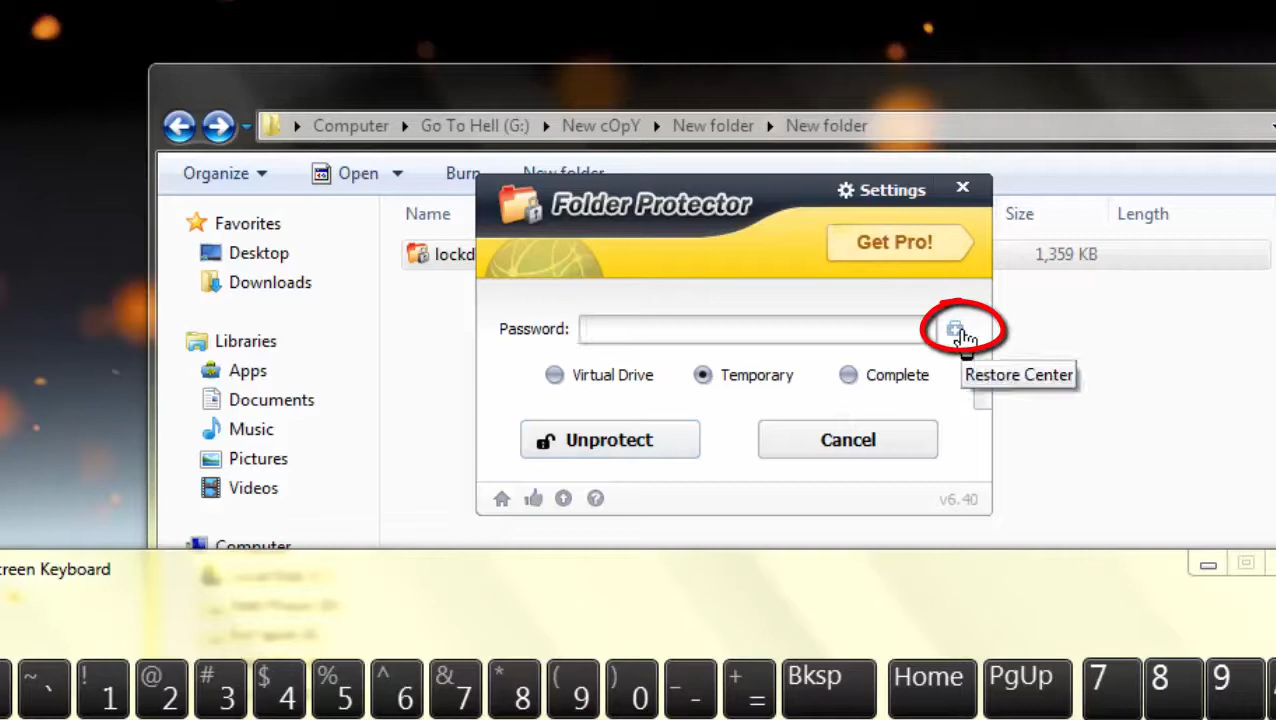 Computer Go To Hell (G:) New cOpY New folder New folder
Organize Open Burn New folder
Folder Protector
Settings
Get Pro!
Name Size Length
lockd 1,359 KB
Favorites
Desktop
Downloads
Libraries
Apps
Documents
Music
Pictures
Videos
Computer
Password:
Restore Center
Virtual Drive Temporary Complete
Unprotect Cancel
v6.40
creen Keyboard
~ ` ! 1 @ 2 # 3 $ 4 % 5 ^ 6 & 7 * 8 ( 9 ) 0 _ - + = Bksp Home PgUp 7 8 9